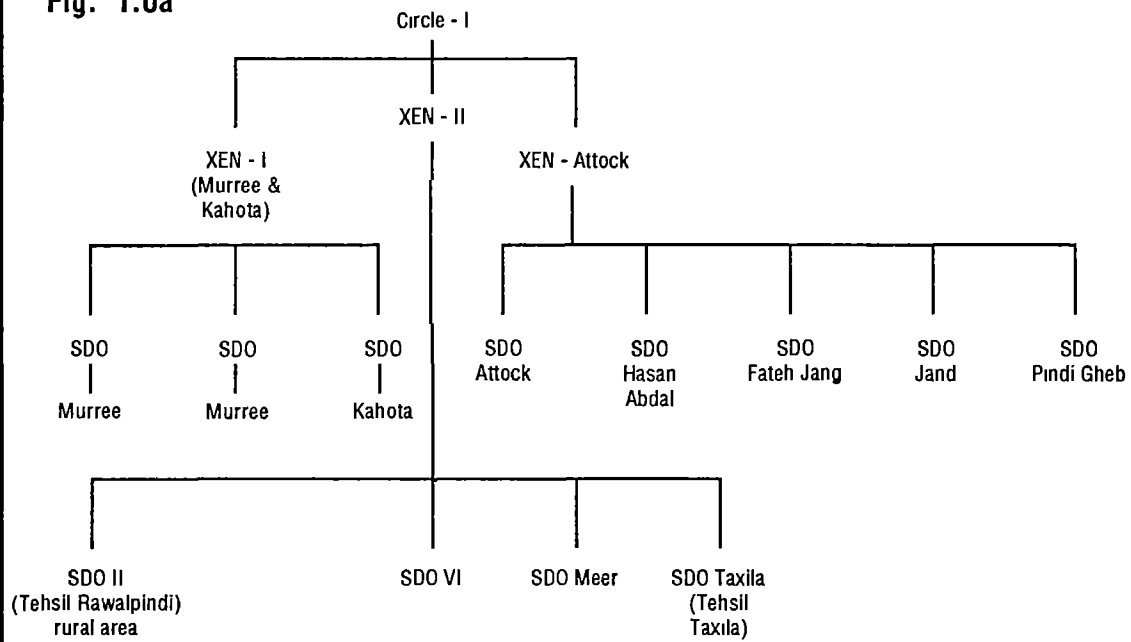 Fig. 1.6a
Circle - I
XEN - II
XEN - I
(Murree &
Kahota)
XEN - Attock
SDO
Murree
SDO
Murree
SDO
Kahota
SDO
Attock
SDO
Hasan
Abdal
SDO
Fateh Jang
SDO
Jand
SDO
Pindi Gheb
SDO II
(Tehsil Rawalpindi)
rural area
SDO VI
SDO Meer
SDO Taxila
(Tehsil
Taxila)